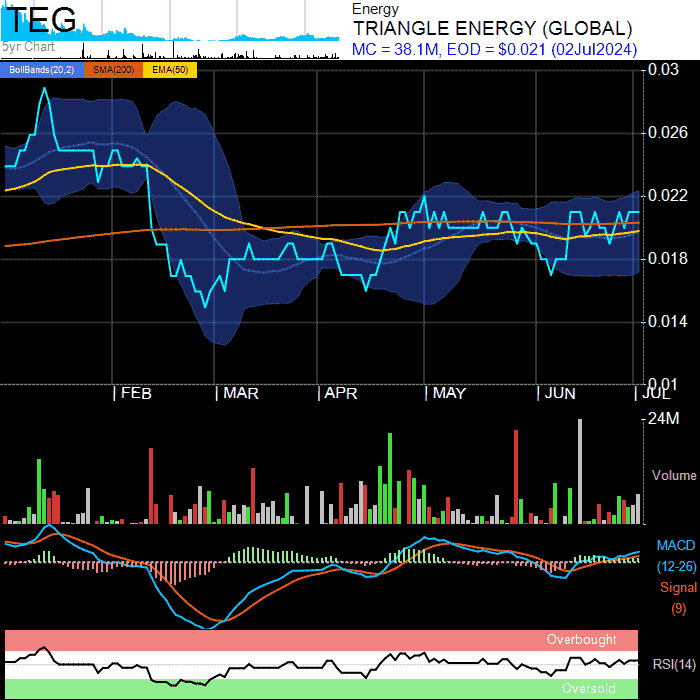 TEG
5yr Chart
Energy
TRIANGLE ENERGY (GLOBAL)
MC = 38.1M, EOD = $0.021 (02Jul2024)
BollBands(20,2) SMA(200) EMA(50)
0.03
0.026
0.022
0.018
0.014
0.01
FEB MAR APR MAY JUN JUL
24M
Volume
MACD
(12-26)
Signal
(9)
Overbought
RSI(14)
Oversold